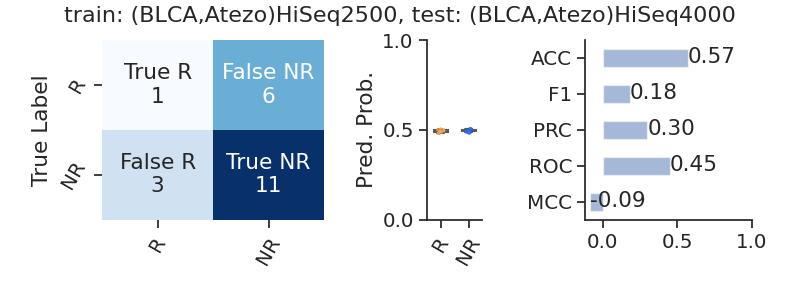 train: (BLCA,Atezo)HiSeq2500, test: (BLCA,Atezo)HiSeq4000
True Label
R
NR
True R
1
False NR
6
False R
3
True NR
11
R
NR
Pred. Prob.
1.0
0.5
0.0
R
NR
ACC
0.57
F1
0.18
PRC
0.30
ROC
0.45
MCC
-0.09
0.0
0.5
1.0